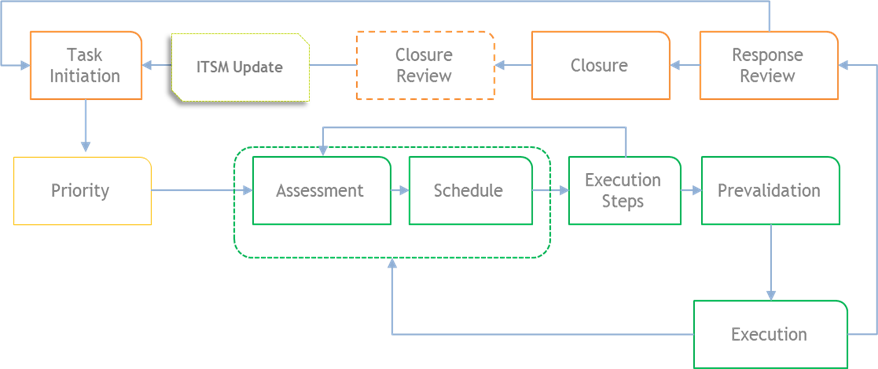 Task
Initiation
ITSM Update
Closure
Review
Closure
Response
Review
Priority
Assessment
Schedule
Execution
Steps
Prevalidation
Execution